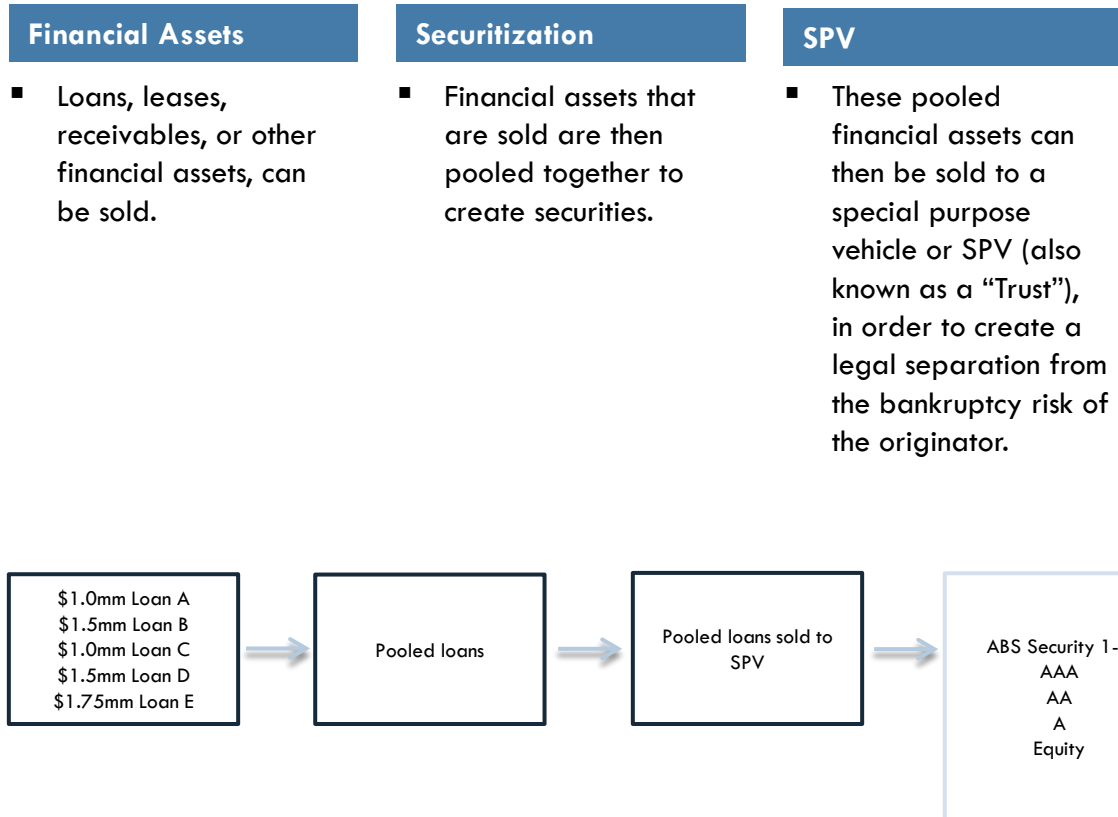 Financial Assets
▪ Loans, leases,
receivables, or other
financial assets, can
be sold.
Securitization
▪ Financial assets that
are sold are then
pooled together to
create securities.
SPV
▪ These pooled
financial assets can
then be sold to a
special purpose
vehicle or SPV (also
known as a “Trust”),
in order to create a
legal separation from
the bankruptcy risk of
the originator.
$1.0mm Loan A
$1.5mm Loan B
$1.0mm Loan C
$1.5mm Loan D
$1.75mm Loan E
Pooled loans
Pooled loans sold to
SPV
ABS Security 1-
AAA
AA
A
Equity